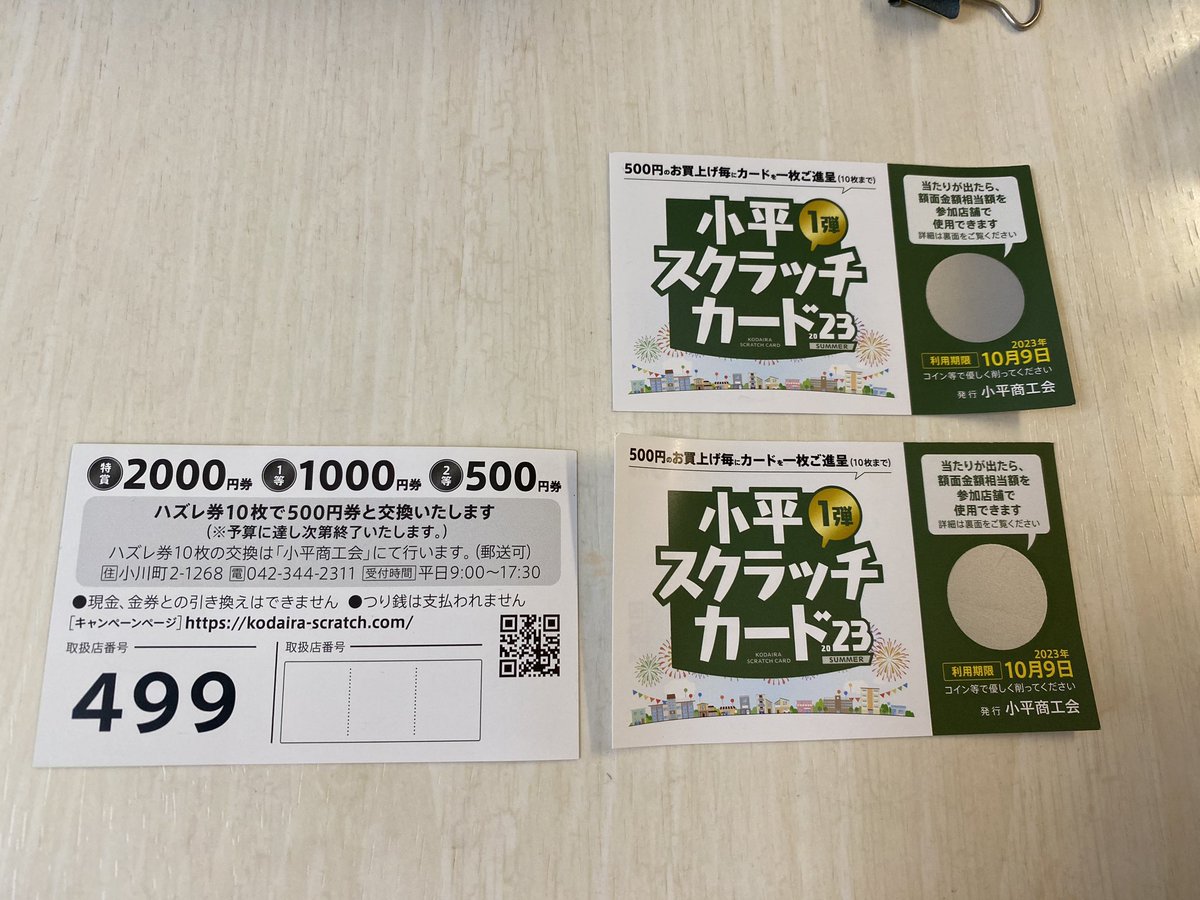 特賞 2000円券 1等 1000円券 2等 500円券
ハズレ券10枚で500円券と交換いたします
(※予算に達し次第終了いたします。)
ハズレ券10枚の交換は「小平商工会」にて行います。(郵送可)
住 小川町2-1268 電 042-344-2311 受付時間 平日9:00～17:30
●現金、金券との引き換えはできません ●つり銭は支払われません
[キャンペーンページ]https://kodaira-scratch.com/
取扱店番号
499
取扱店番号
500円のお買上げ毎にカードを一枚ご進呈(10枚まで)
小平
1弾
スクラッチ
カード2023
KODAIRA
SCRATCH CARD
SUMMER
当たりが出たら、
額面金額相当額を
参加店舗で
使用できます
詳細は裏面をご覧ください
2023年
利用期限 10月9日
コイン等で優しく削ってください
発行 小平商工会
500円のお買上げ毎にカードを一枚ご進呈(10枚まで)
小平
1弾
スクラッチ
カード2023
KODAIRA
SCRATCH CARD
SUMMER
当たりが出たら、
額面金額相当額を
参加店舗で
使用できます
詳細は裏面をご覧ください
2023年
利用期限 10月9日
コイン等で優しく削ってください
発行 小平商工会